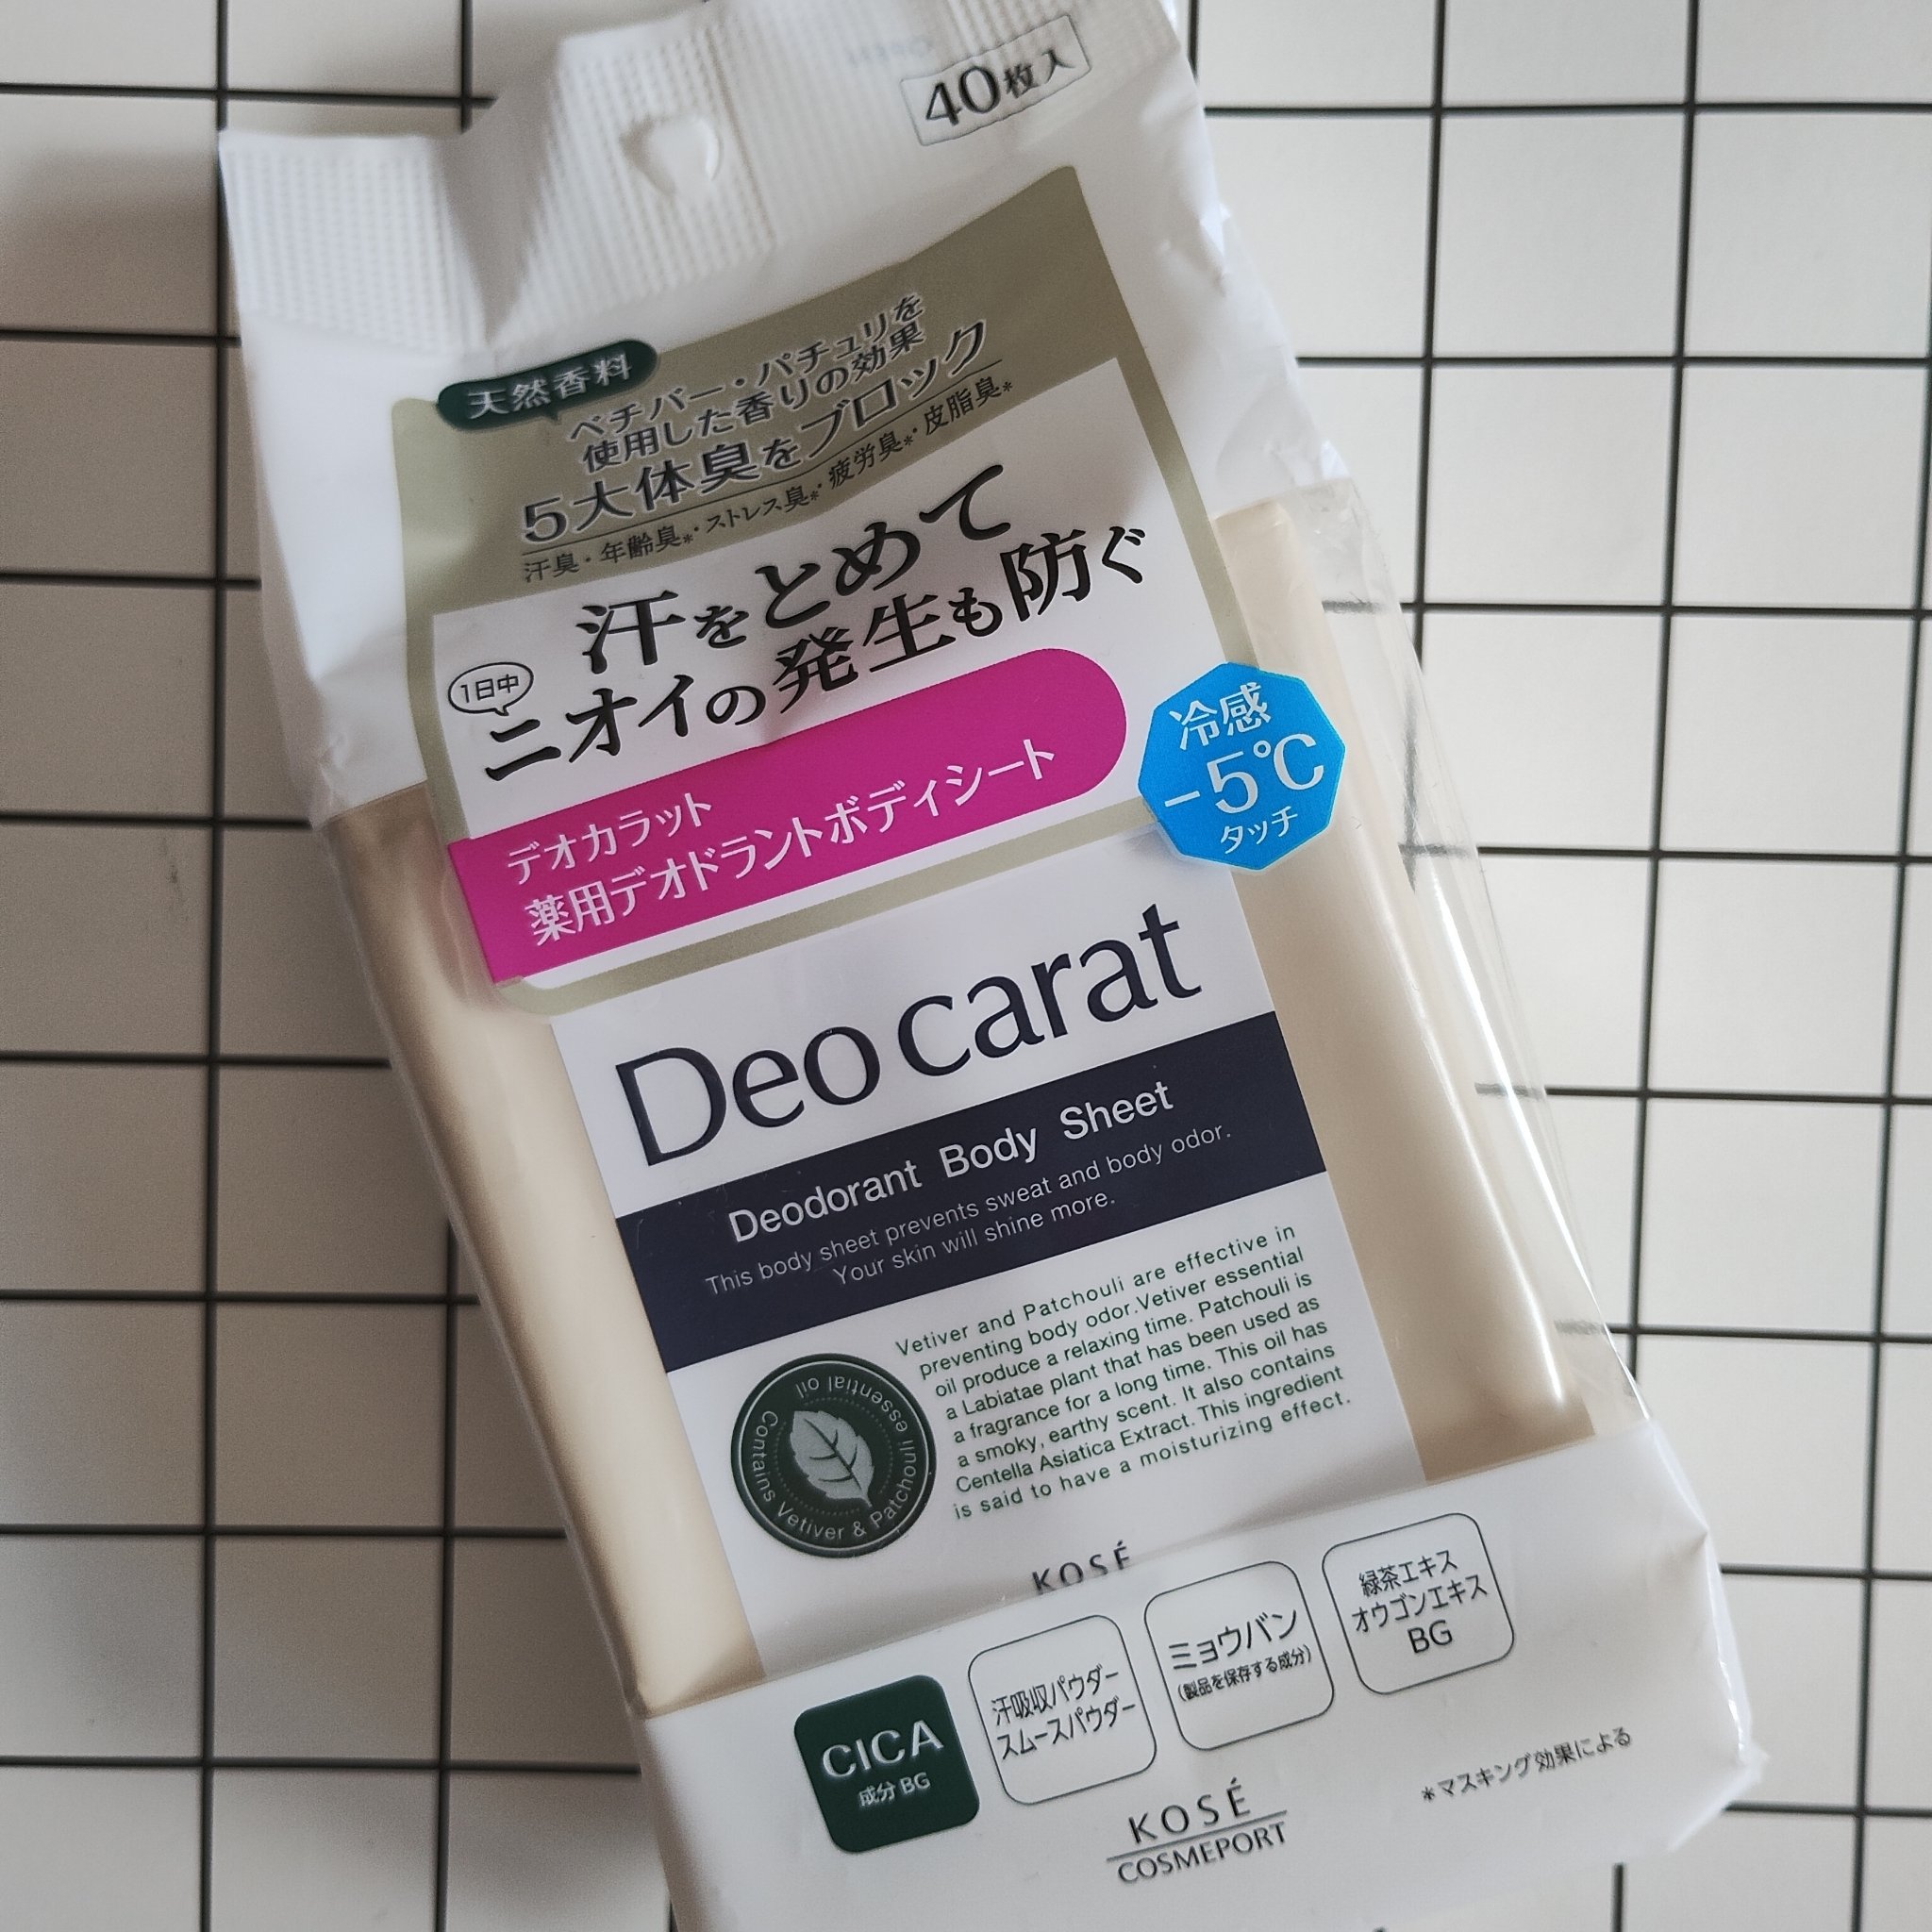 40枚入
天然香料
ベチバー・パチュリを
使用した香りの効果
5大体臭をブロック
汗臭・年齢臭*・ストレス臭*・疲労臭*・皮脂臭*
汗をとめて
1日中
ニオイの発生も防ぐ
デオカラット
薬用デオドラントボディシート
冷感
-5℃
タッチ
Deo carat
Deodorant Body Sheet
This body sheet prevents sweat and body odor.
Your skin will shine more.
Vetiver and Patchouli are effective in
preventing body odor.Vetiver essential
oil produce a relaxing time. Patchouli is
a Labiatae plant that has been used as
a fragrance for a long time. This oil has
a smoky, earthy scent. It also contains
Centella Asiatica Extract. This ingredient
is said to have a moisturizing effect.
Contains Vetiver & Patchouli essential oil
KOSÉ
CICA
成分 BG
汗吸収パウダー
スムースパウダー
ミョウバン
(製品を保存する成分)
緑茶エキス
オウゴンエキス
BG
*マスキング効果による
KOSÉ
COSMEPORT